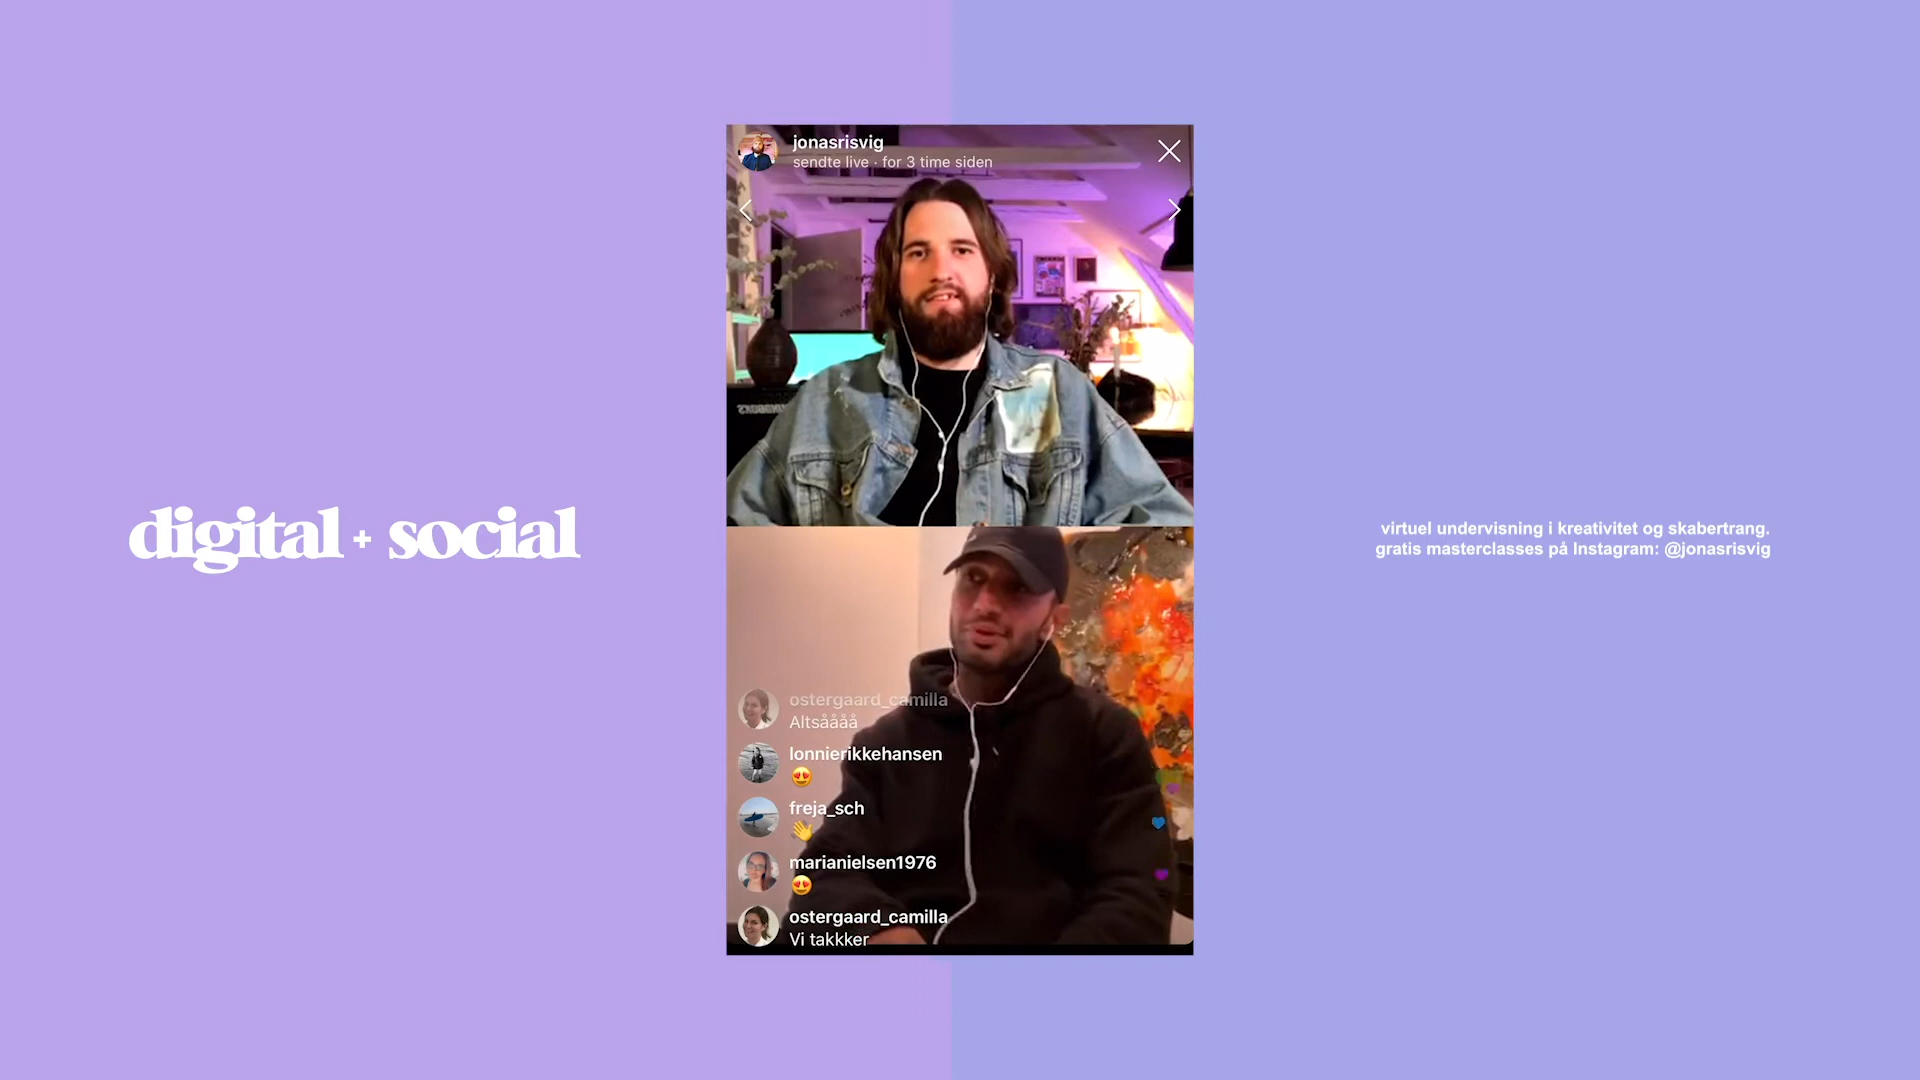 digital + social
jonasrisvig
sendte live · for 3 time siden
ostergaard_camilla
Altsåååå
lonnierikkehansen
😍
freja_sch
👋
marianielsen1976
😍
ostergaard_camilla
Vi takkker
virtuel undervisning i kreativitet og skabertrang.
gratis masterclasses på Instagram: @jonasrisvig